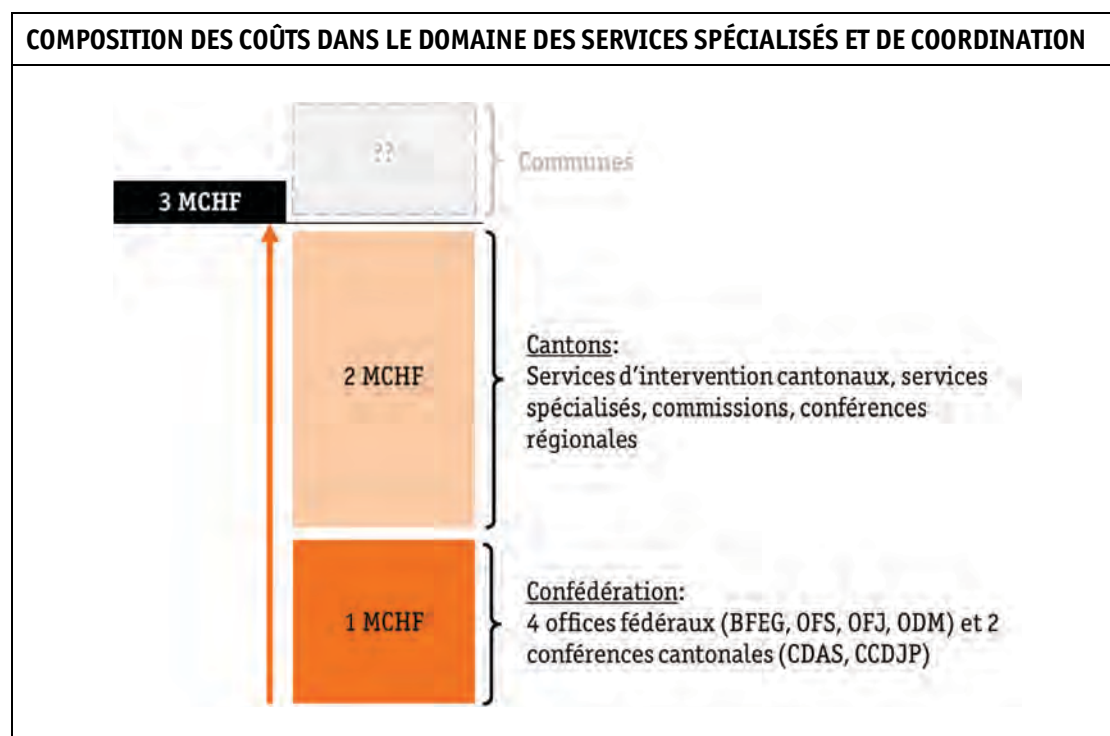 COMPOSITION DES COÛTS DANS LE DOMAINE DES SERVICES SPÉCIALISÉS ET DE COORDINATION
??
Communes
3 MCHF
2 MCHF
Cantons:
Services d'intervention cantonaux, services
spécialisés, commissions, conférences
régionales
1 MCHF
Confédération:
4 offices fédéraux (BFEG, OFS, OFJ, ODM) et 2
conférences cantonales (CDAS, CCDJP)